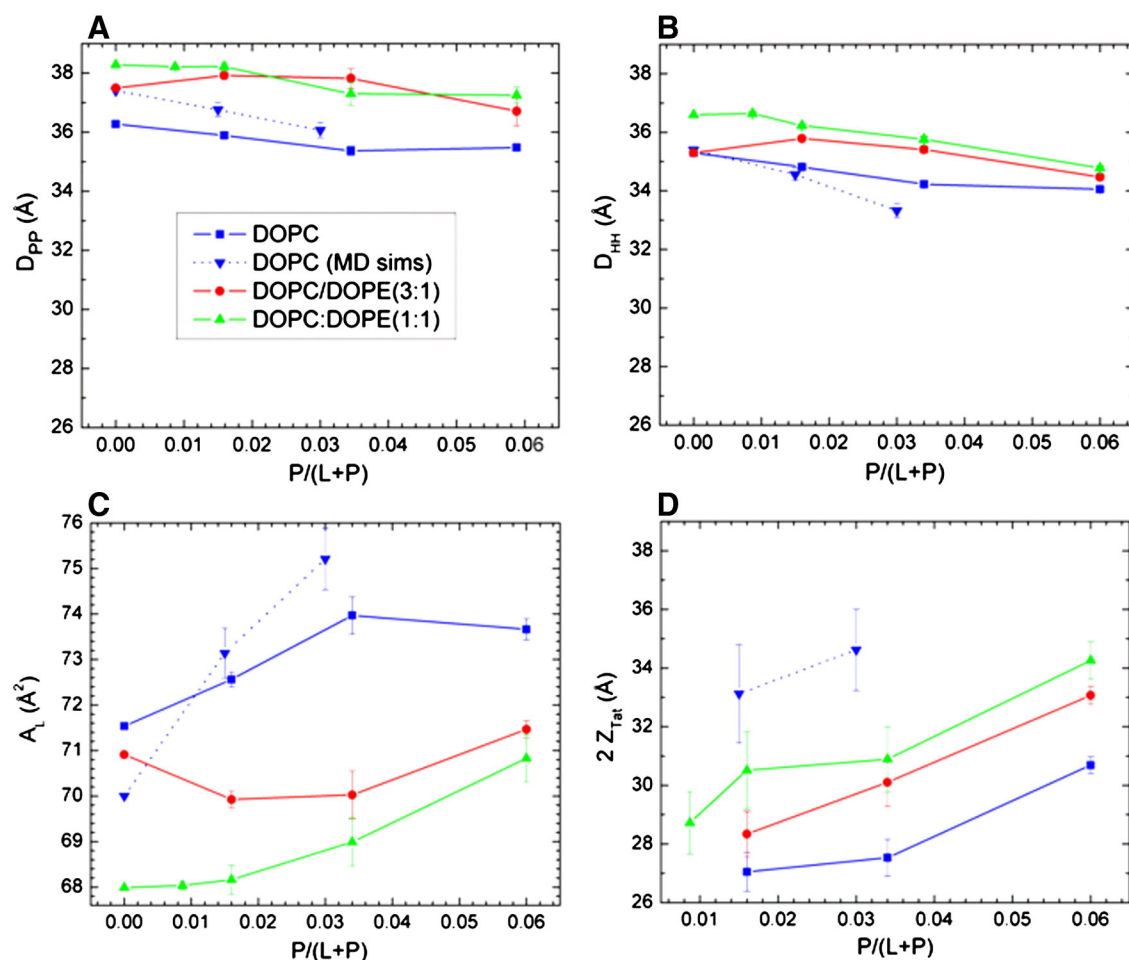 A
38
36
34
32
30
28
26
D_PP (Å)
DOPC
DOPC (MD sims)
DOPC/DOPE(3:1)
DOPC:DOPE(1:1)
0.00 0.01 0.02 0.03 0.04 0.05 0.06
P/(L+P)
B
38
36
34
32
30
28
26
D_HH (Å)
0.00 0.01 0.02 0.03 0.04 0.05 0.06
P/(L+P)
C
76
75
74
73
72
71
70
69
68
A_L (Å²)
0.00 0.01 0.02 0.03 0.04 0.05 0.06
P/(L+P)
D
38
36
34
32
30
28
26
2 Z_Tat (Å)
0.01 0.02 0.03 0.04 0.05 0.06
P/(L+P)